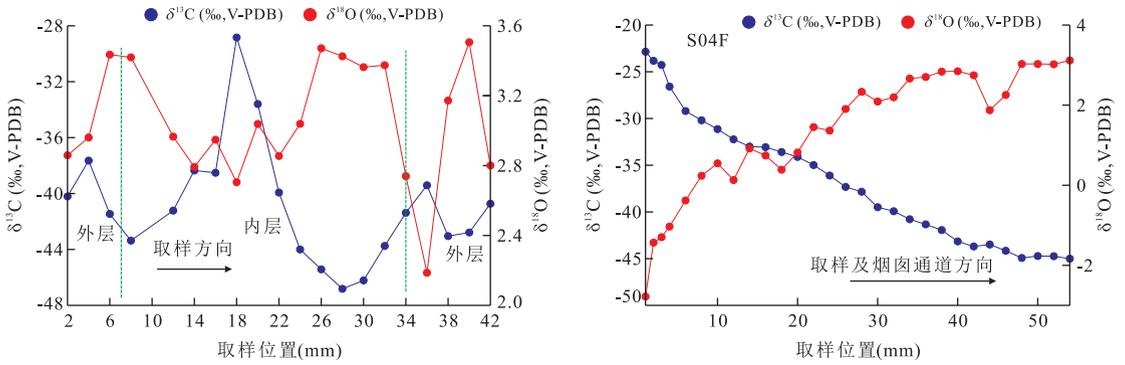 δ¹³C (‰, V-PDB) δ¹⁸O (‰, V-PDB)
-28
-32
-36
-40
-44
-48
δ¹³C (‰, V-PDB)
3.6
3.2
2.8
2.4
2.0
δ¹⁸O (‰, V-PDB)
外层
取样方向
内层
外层
2 6 10 14 18 22 26 30 34 38 42
取样位置(mm)
δ¹³C (‰, V-PDB) δ¹⁸O (‰, V-PDB)
S04F
-20
-25
-30
-35
-40
-45
-50
δ¹³C (‰, V-PDB)
4
2
0
-2
δ¹⁸O (‰, V-PDB)
取样及烟囱通道方向
10 20 30 40 50
取样位置(mm)